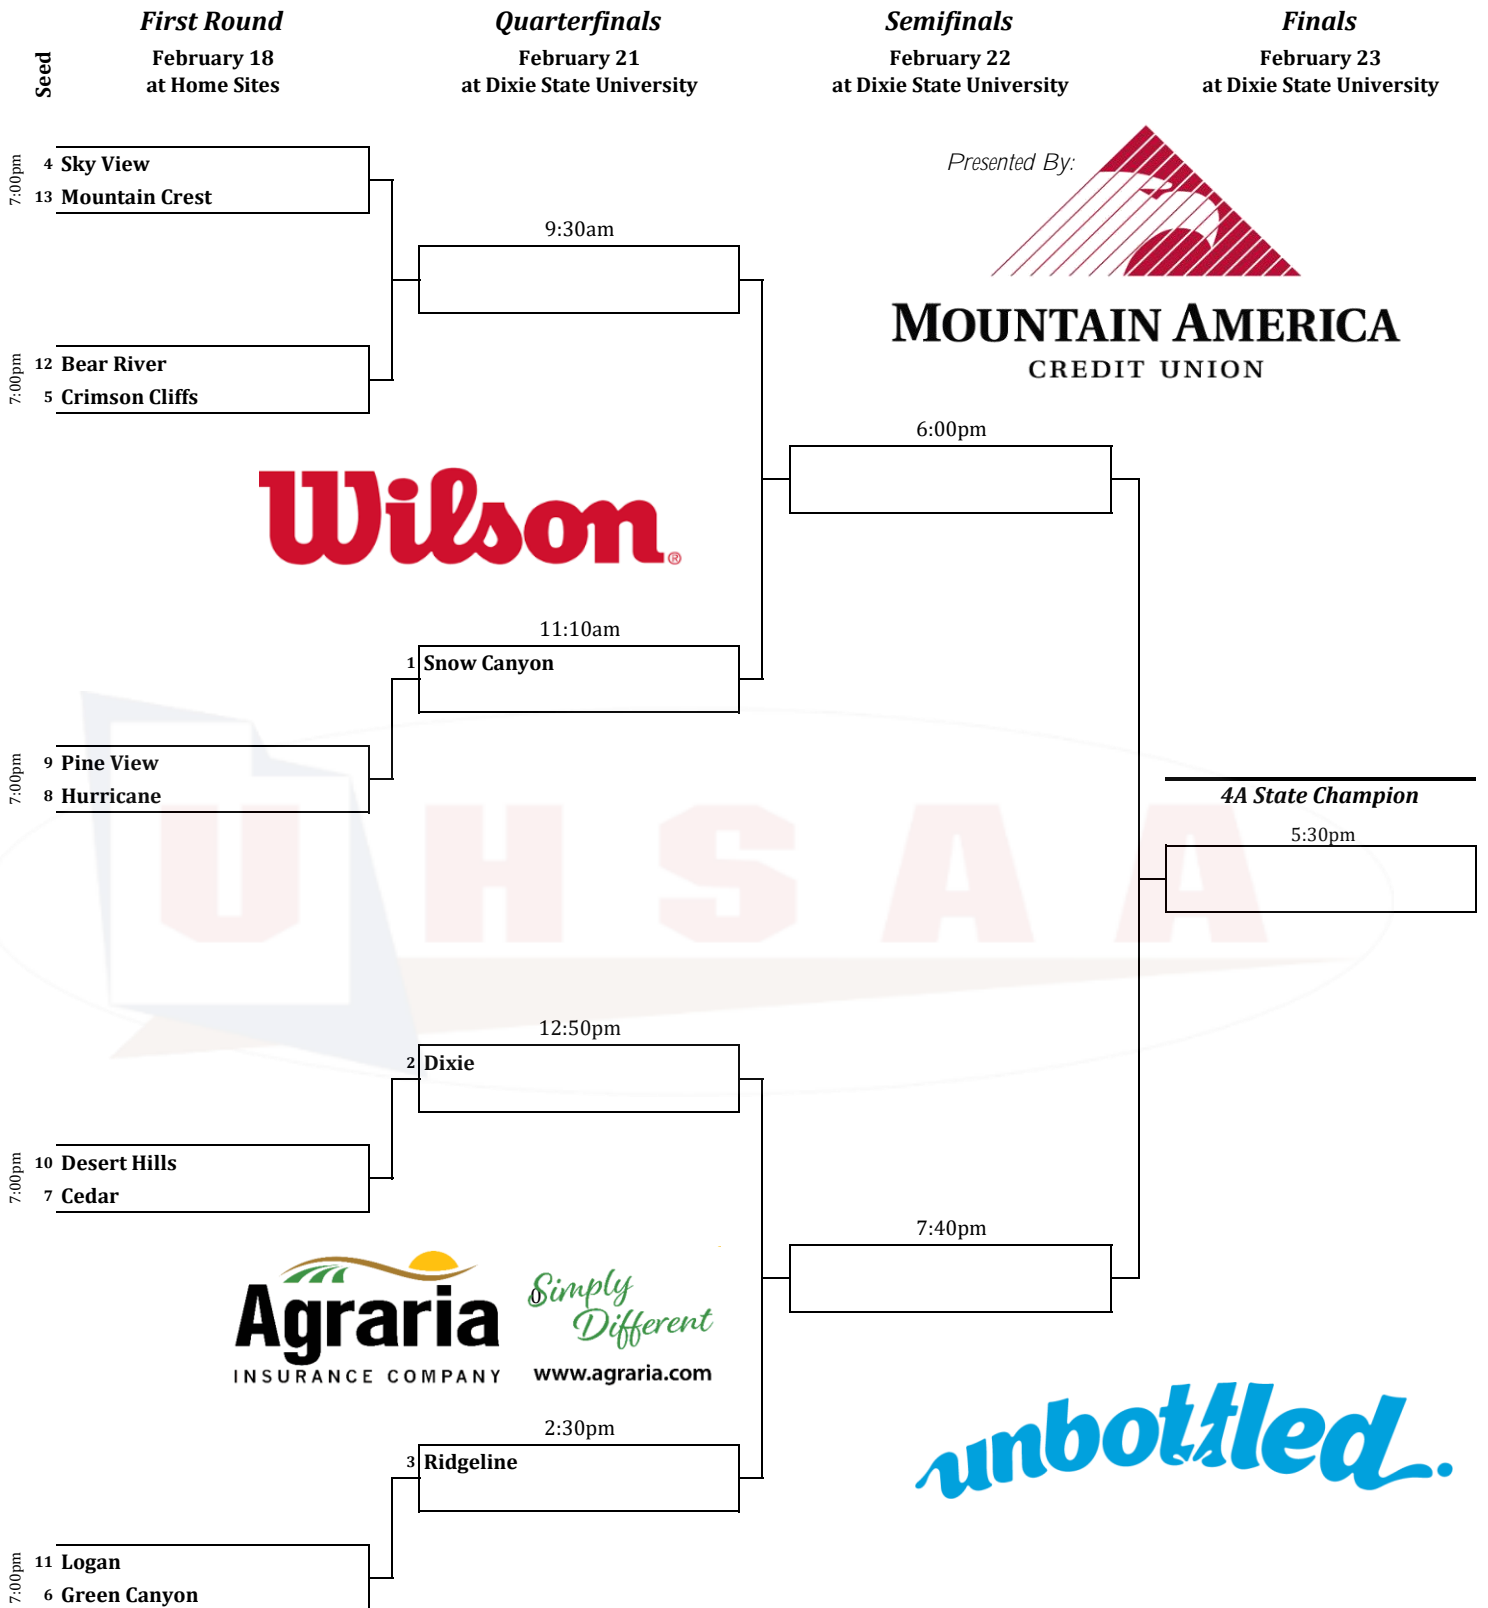 First Round
Quarterfinals
Semifinals
Finals
Seed
February 18
at Home Sites
February 21
at Dixie State University
February 22
at Dixie State University
February 23
at Dixie State University
Presented By:
MOUNTAIN AMERICA
CREDIT UNION
7:00pm
4 Sky View
13 Mountain Crest
9:30am
7:00pm
12 Bear River
5 Crimson Cliffs
6:00pm
Wilson®
11:10am
1 Snow Canyon
7:00pm
9 Pine View
8 Hurricane
4A State Champion
5:30pm
UHSAA
12:50pm
2 Dixie
7:00pm
10 Desert Hills
7 Cedar
7:40pm
Agraria
INSURANCE COMPANY
Simply
0
Different
www.agraria.com
2:30pm
3 Ridgeline
unbottled.
7:00pm
11 Logan
6 Green Canyon